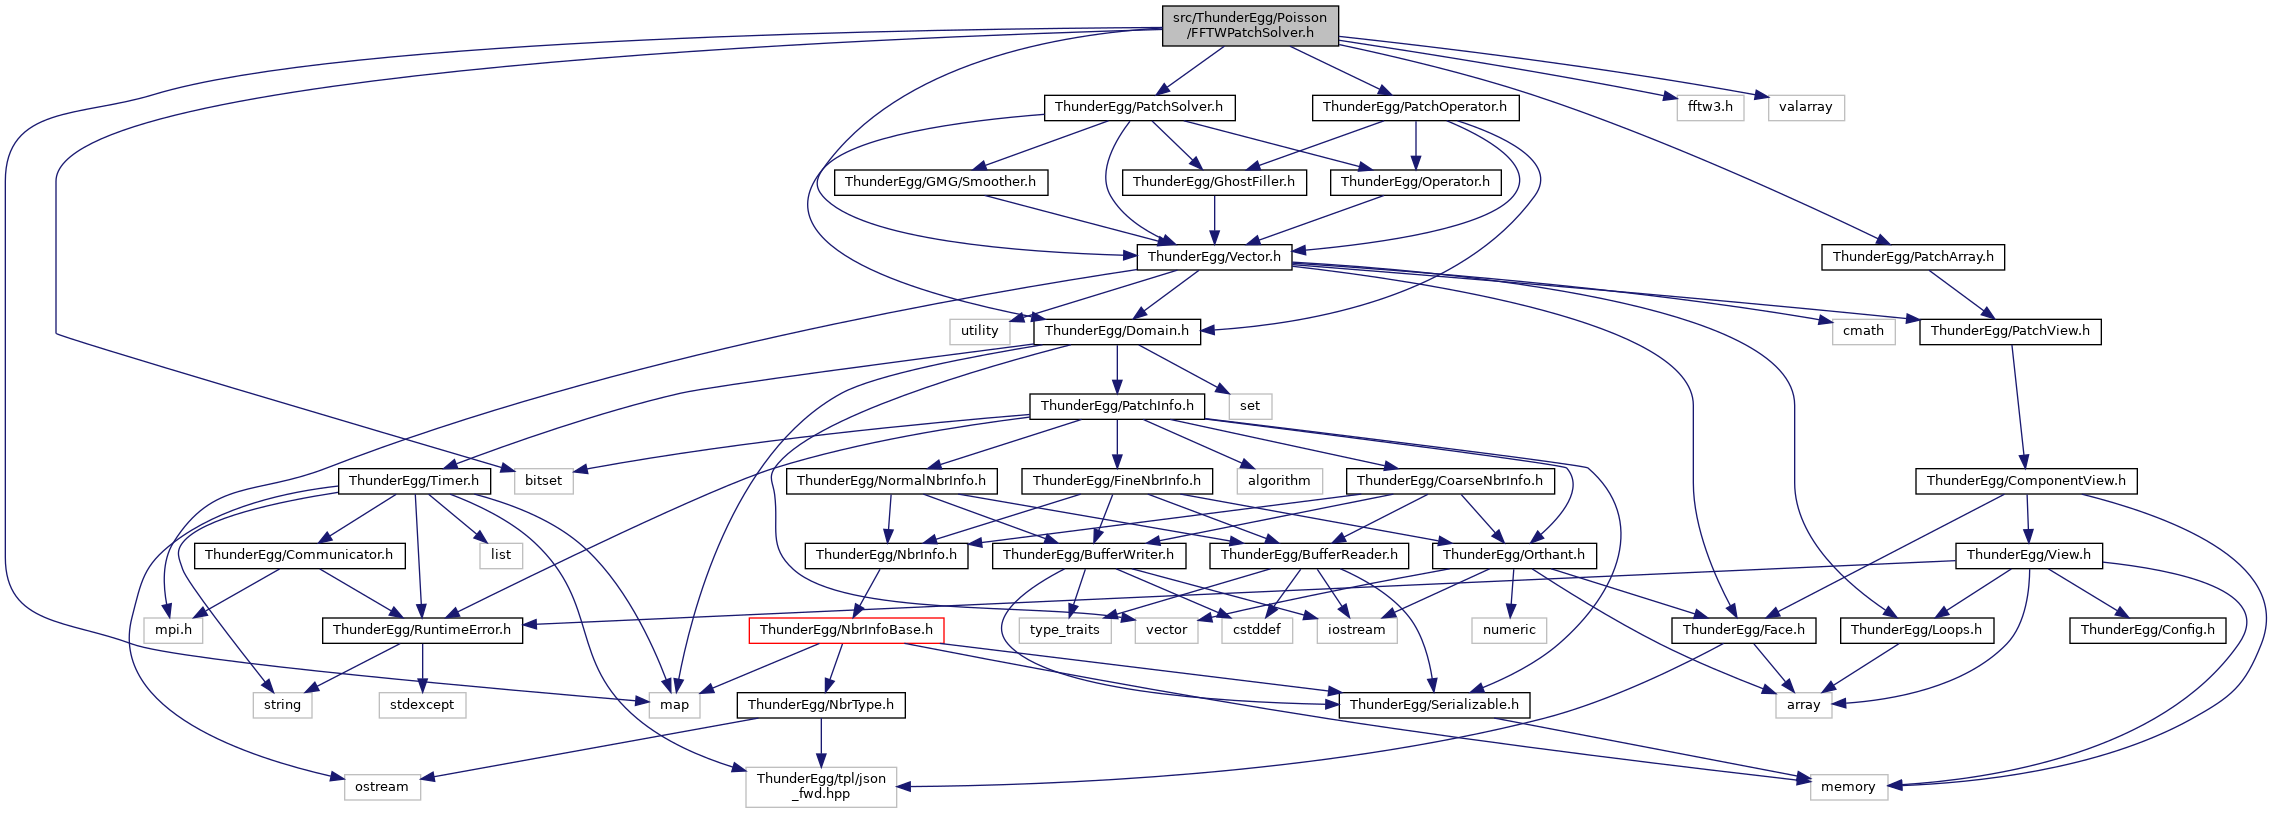 src/ThunderEgg/Poisson
/FFTWPatchSolver.h
ThunderEgg/PatchSolver.h
ThunderEgg/PatchOperator.h
fftw3.h
valarray
ThunderEgg/GMG/Smoother.h
ThunderEgg/GhostFiller.h
ThunderEgg/Operator.h
ThunderEgg/Vector.h
ThunderEgg/PatchArray.h
utility
ThunderEgg/Domain.h
cmath
ThunderEgg/PatchView.h
ThunderEgg/PatchInfo.h
set
ThunderEgg/Timer.h
bitset
ThunderEgg/NormalNbrInfo.h
ThunderEgg/FineNbrInfo.h
algorithm
ThunderEgg/CoarseNbrInfo.h
ThunderEgg/ComponentView.h
ThunderEgg/Communicator.h
list
ThunderEgg/NbrInfo.h
ThunderEgg/BufferWriter.h
ThunderEgg/BufferReader.h
ThunderEgg/Orthant.h
ThunderEgg/View.h
mpi.h
ThunderEgg/RuntimeError.h
ThunderEgg/NbrInfoBase.h
type_traits
vector
cstddef
iostream
numeric
ThunderEgg/Face.h
ThunderEgg/Loops.h
ThunderEgg/Config.h
string
stdexcept
map
ThunderEgg/NbrType.h
ThunderEgg/Serializable.h
array
ostream
ThunderEgg/tpl/json
_fwd.hpp
memory